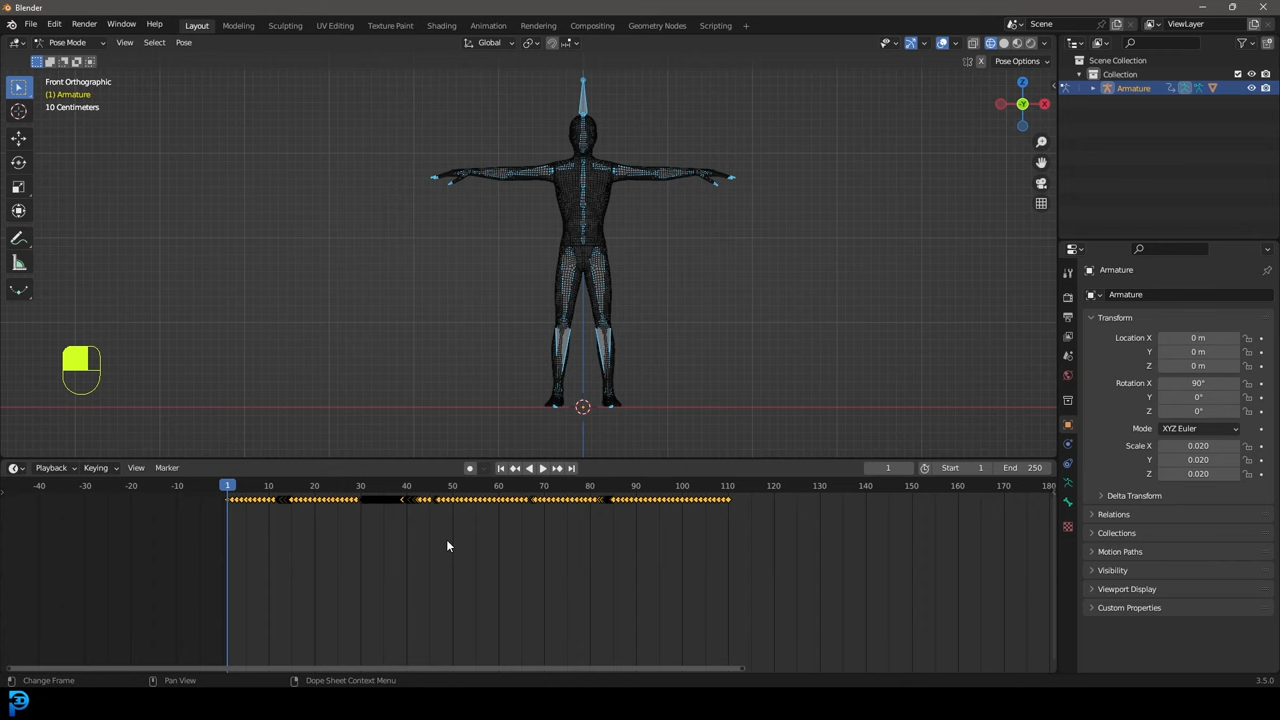 Blender
File Edit Render Window Help
Layout Modeling Sculpting UV Editing Texture Paint Shading Animation Rendering Compositing Geometry Nodes Scripting
Scene
ViewLayer
Pose Mode View Select Pose
Global
Pose Options
Front Orthographic
(1) Armature
10 Centimeters
Z
-Y
X
Scene Collection
Collection
Armature
Armature
Armature
Transform
Location X 0 m
Y 0 m
Z 0 m
Rotation X 90°
Y 0°
Z 0°
Mode XYZ Euler
Scale X 0.020
Y 0.020
Z 0.020
Delta Transform
Relations
Collections
Motion Paths
Visibility
Viewport Display
Custom Properties
Playback Keying View Marker
1 Start 1 End 250
-40 -30 -20 -10 1 10 20 30 40 50 60 70 80 90 100 110 120 130 140 150 160 170 180
Change Frame Pan View Dope Sheet Context Menu 3.5.0